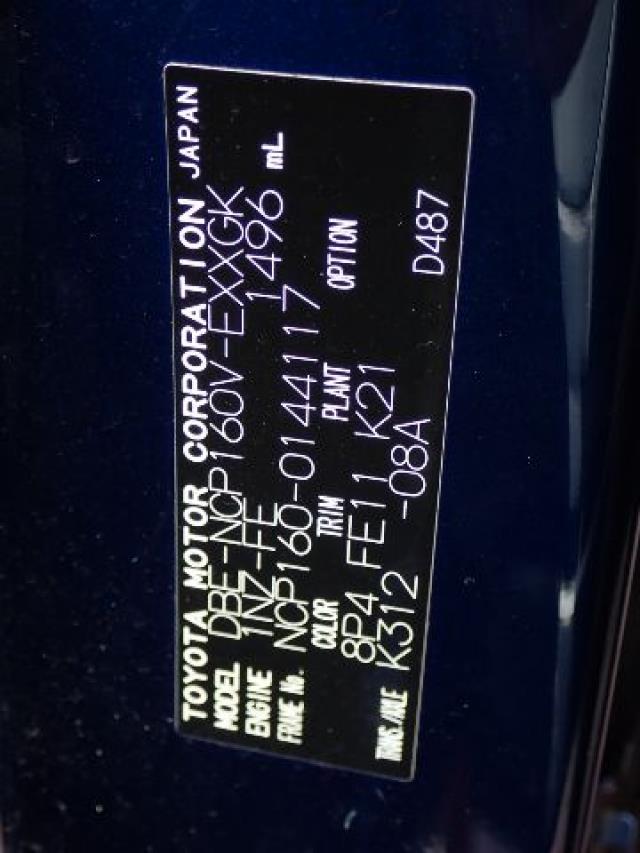 TOYOTA MOTOR CORPORATION JAPAN
MODEL DBE-NCP160V-EXXGK
ENGINE 1NZ-FE 1496 mL
FRAME No. NCP160-0144117
COLOR TRIM PLANT OPTION
8P4 FE11 K21
TRANS./AXLE K312 -08A D487